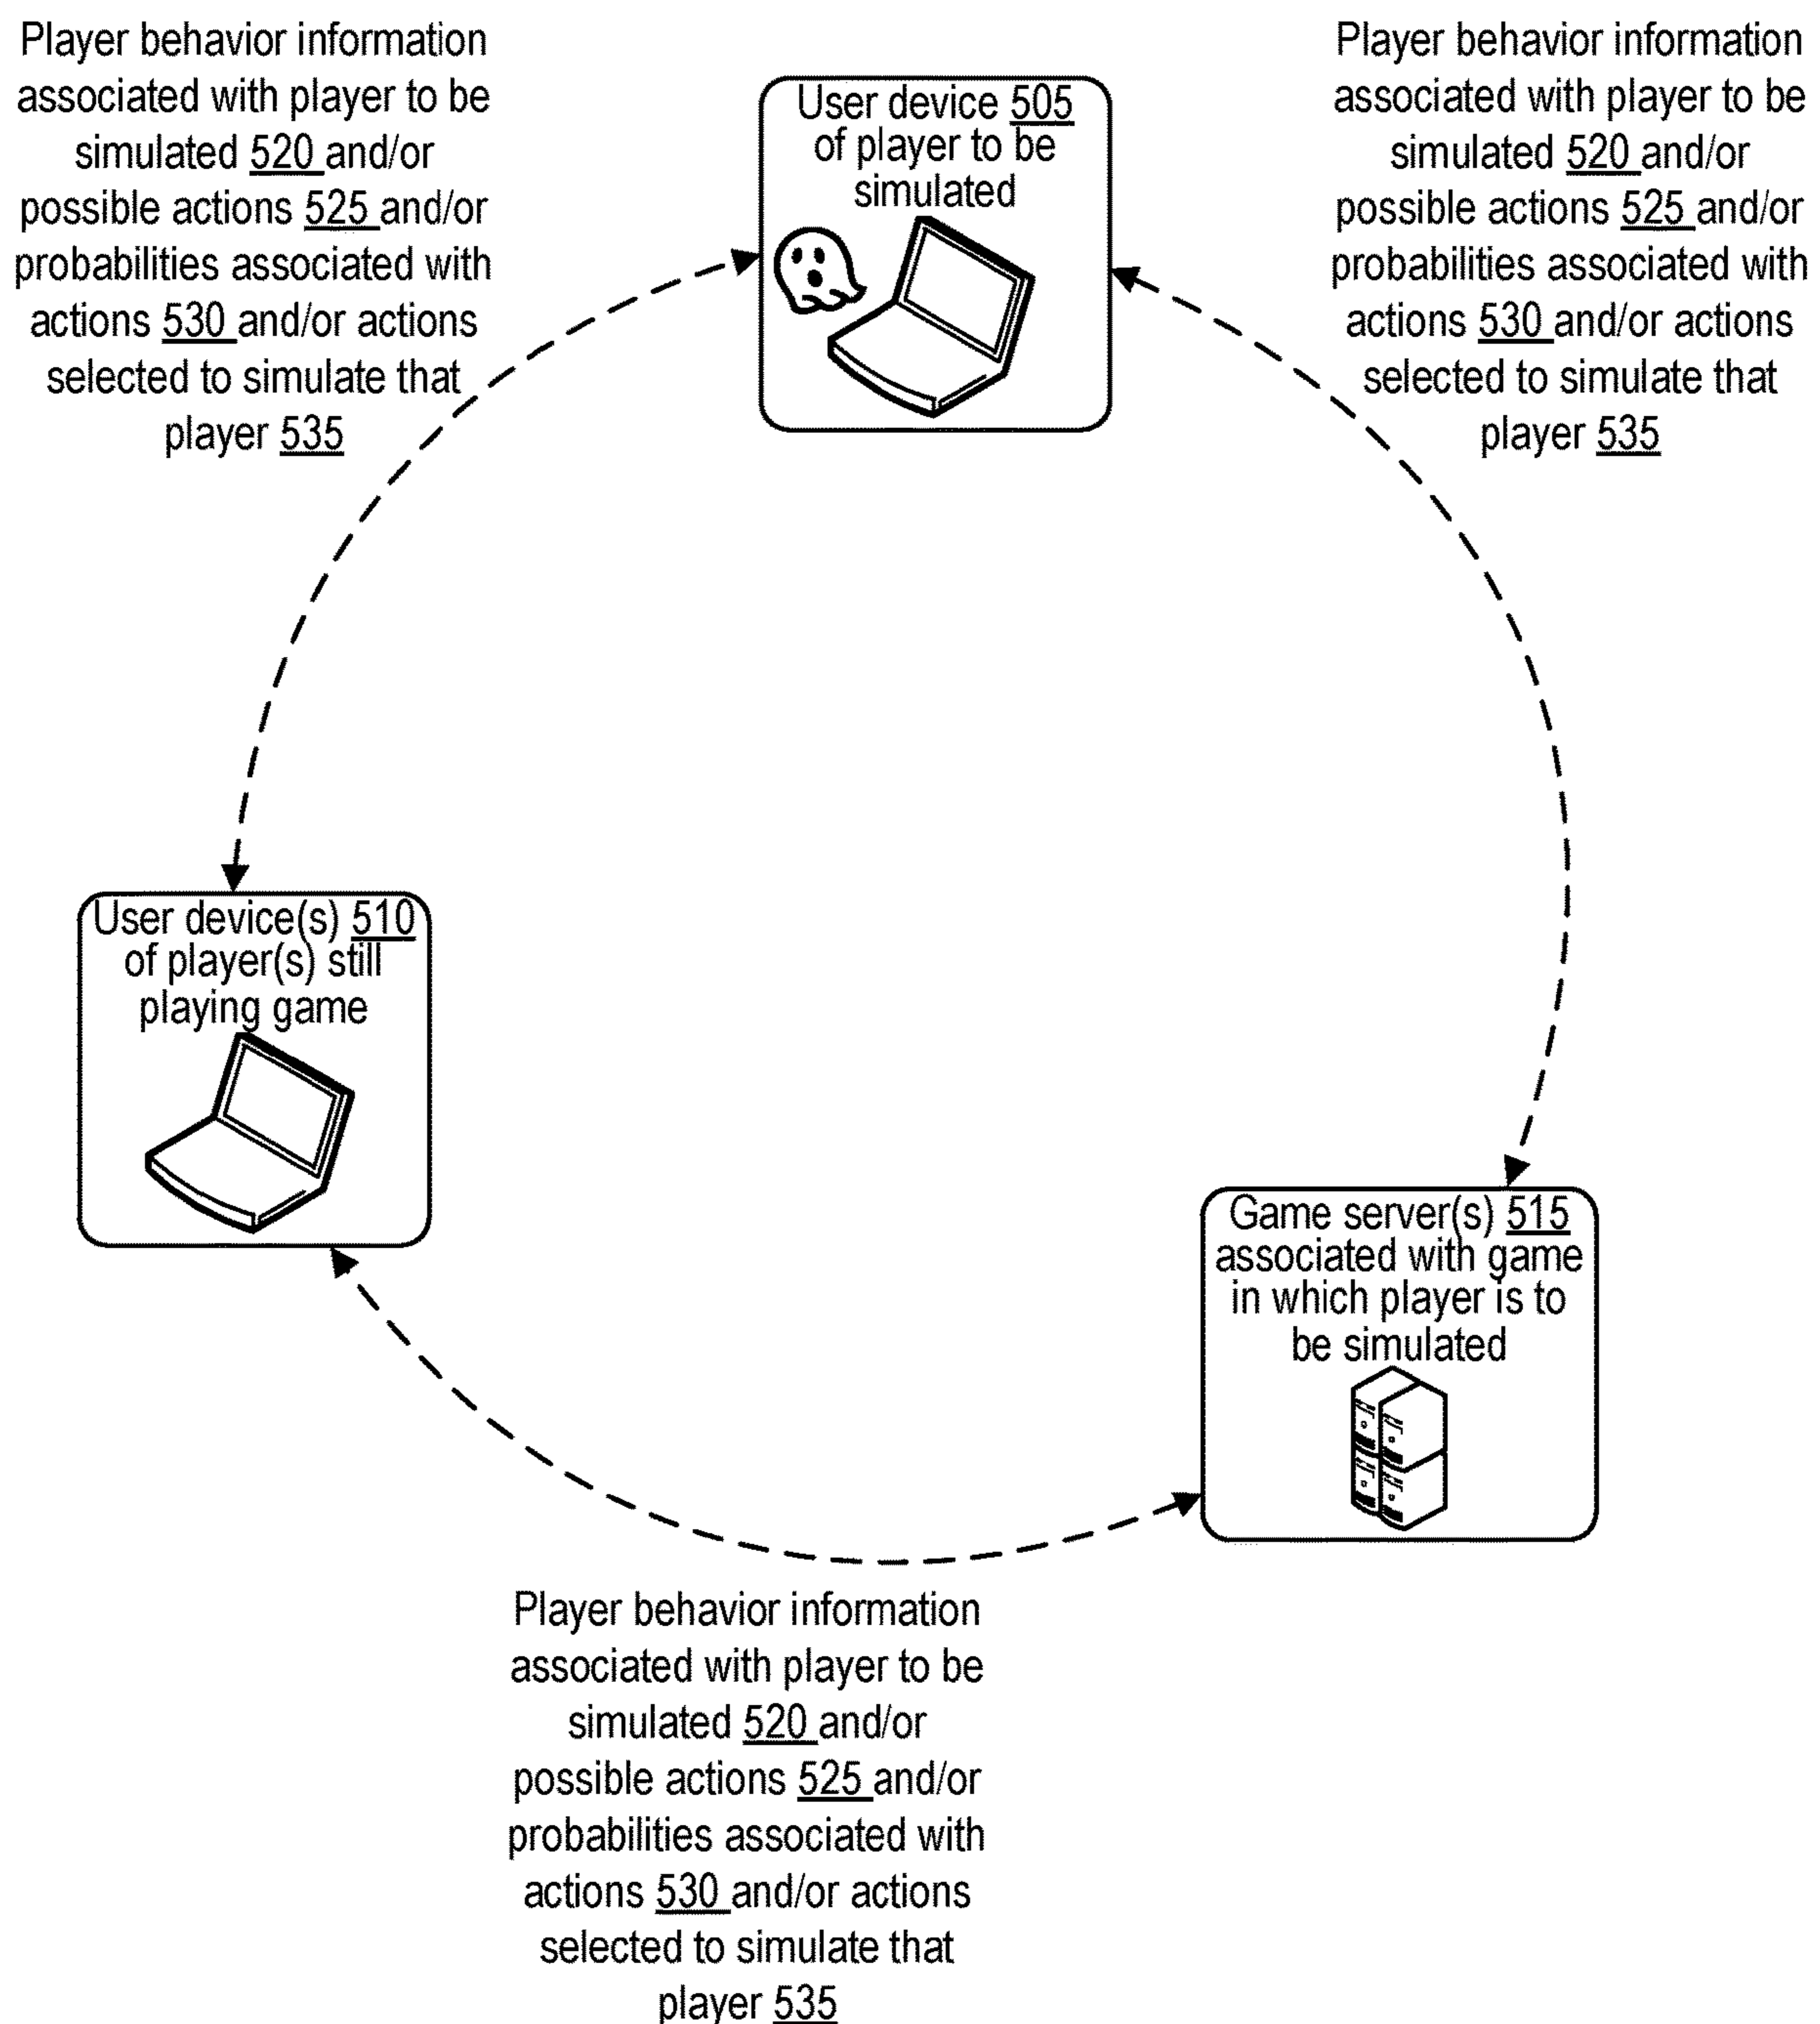 Player behavior information
associated with player to be
simulated 520 and/or
possible actions 525 and/or
probabilities associated with
actions 530 and/or actions
selected to simulate that
player 535
User device 505
of player to be
simulated
Player behavior information
associated with player to be
simulated 520 and/or
possible actions 525 and/or
probabilities associated with
actions 530 and/or actions
selected to simulate that
player 535
User device(s) 510
of player(s) still
playing game
Game server(s) 515
associated with game
in which player is to
be simulated
Player behavior information
associated with player to be
simulated 520 and/or
possible actions 525 and/or
probabilities associated with
actions 530 and/or actions
selected to simulate that
player 535